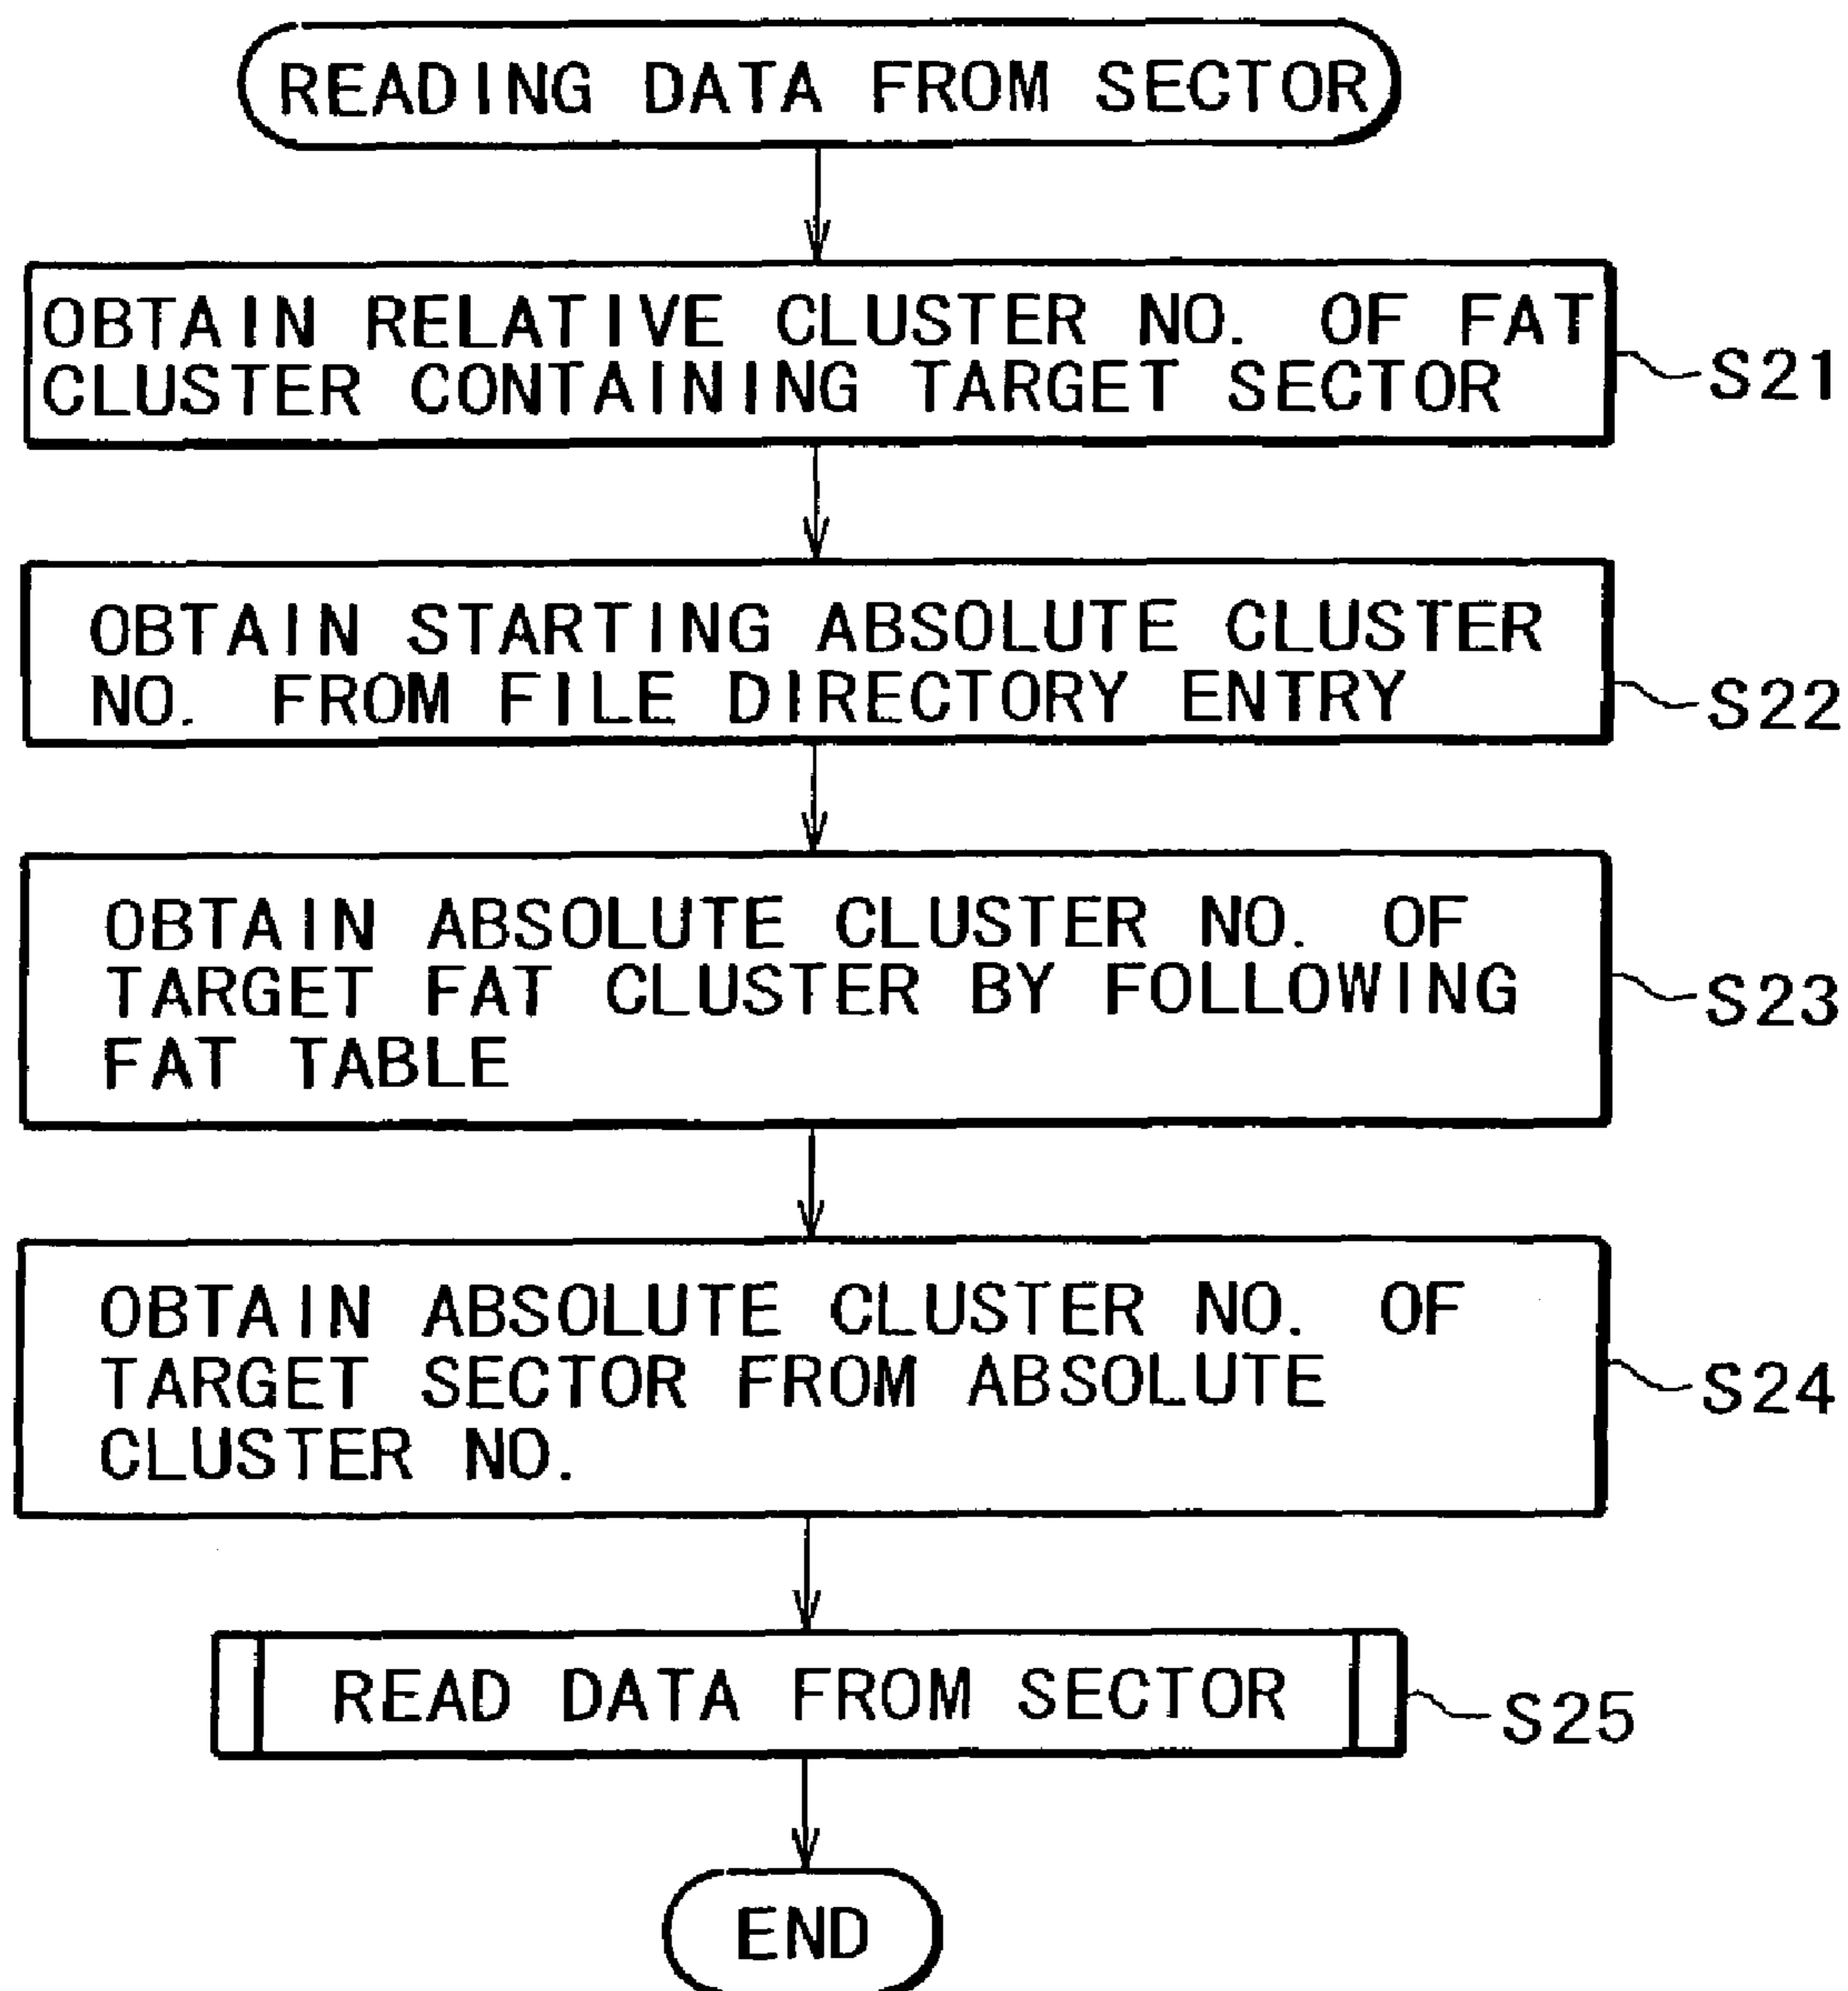 READING DATA FROM SECTOR
OBTAIN RELATIVE CLUSTER NO. OF FAT
CLUSTER CONTAINING TARGET SECTOR
S21
OBTAIN STARTING ABSOLUTE CLUSTER
NO. FROM FILE DIRECTORY ENTRY
S22
OBTAIN ABSOLUTE CLUSTER NO. OF
TARGET FAT CLUSTER BY FOLLOWING
FAT TABLE
S23
OBTAIN ABSOLUTE CLUSTER NO. OF
TARGET SECTOR FROM ABSOLUTE
CLUSTER NO.
S24
READ DATA FROM SECTOR
S25
END